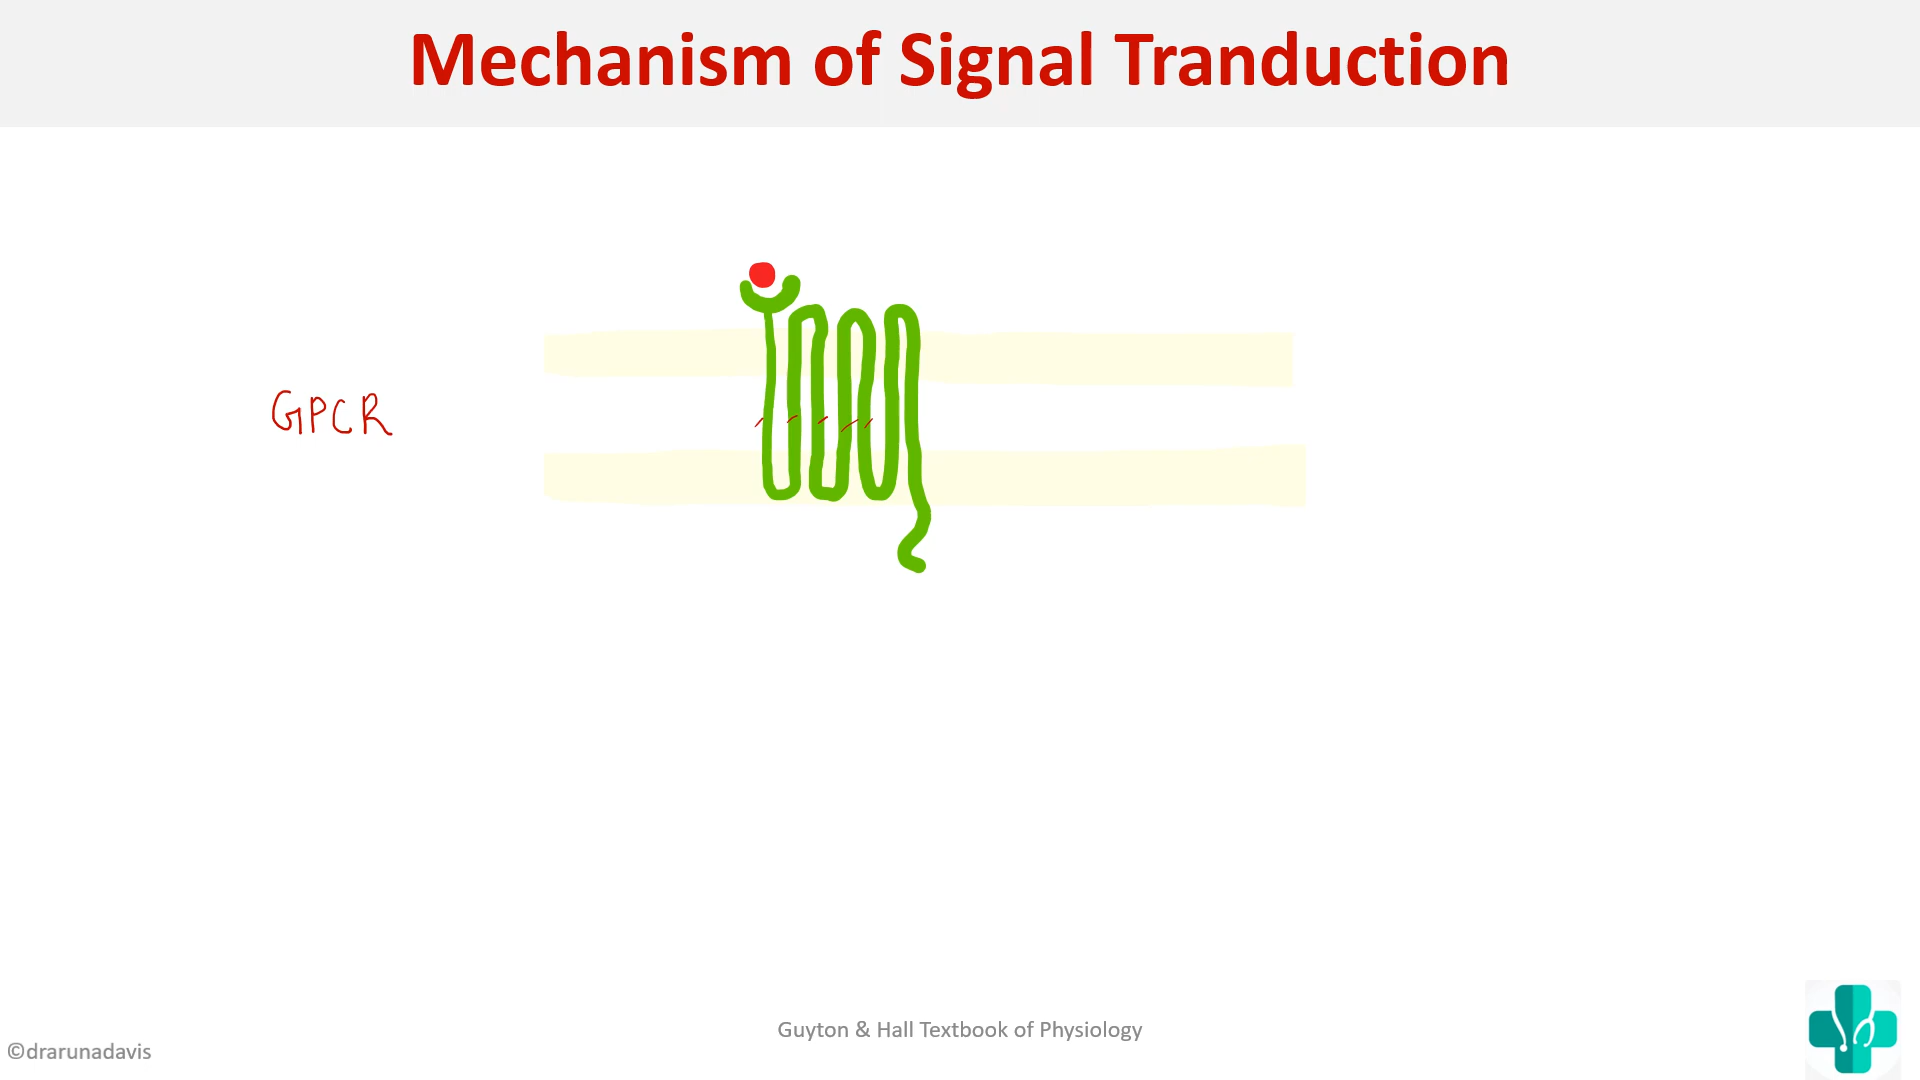 Mechanism of Signal Tranduction
GPCR
Guyton & Hall Textbook of Physiology
©drarunadavis